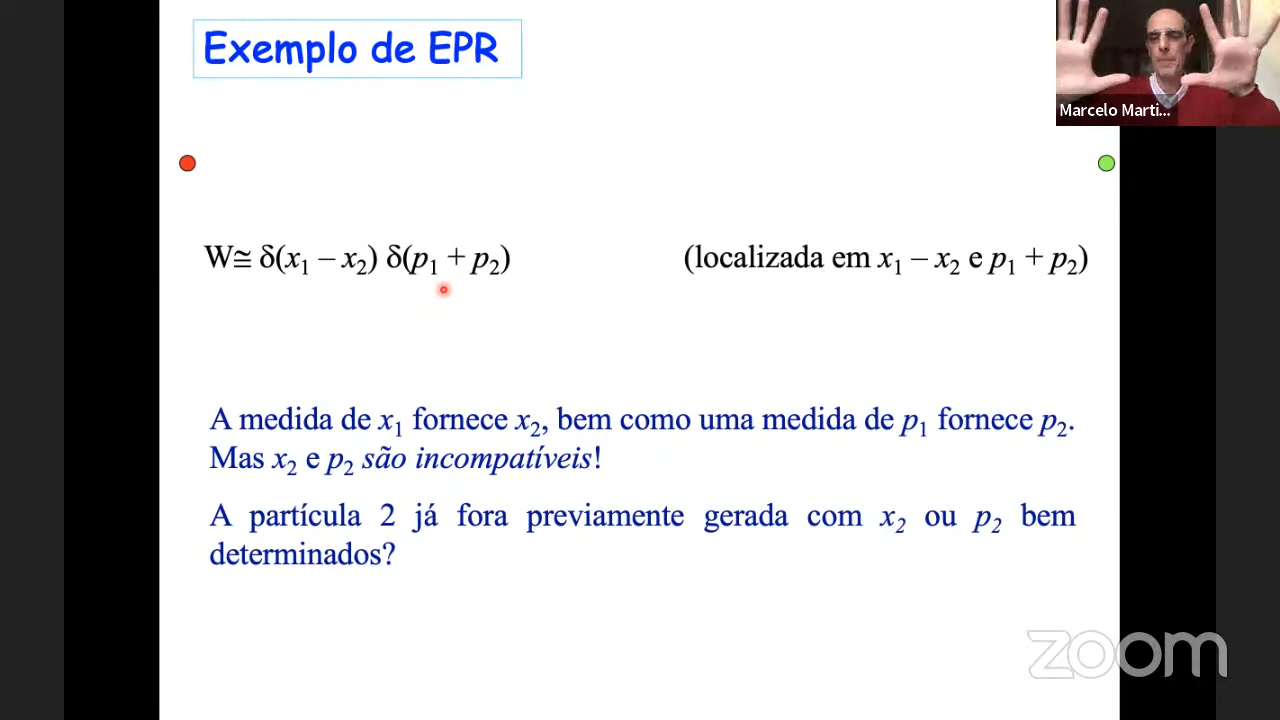 Exemplo de EPR
Marcelo Marti...
W≅ δ(x₁ – x₂) δ(p₁ + p₂)
(localizada em x₁ – x₂ e p₁ + p₂)
A medida de x₁ fornece x₂, bem como uma medida de p₁ fornece p₂.
Mas x₂ e p₂ são incompatíveis!
A partícula 2 já fora previamente gerada com x₂ ou p₂ bem
determinados?
zoom